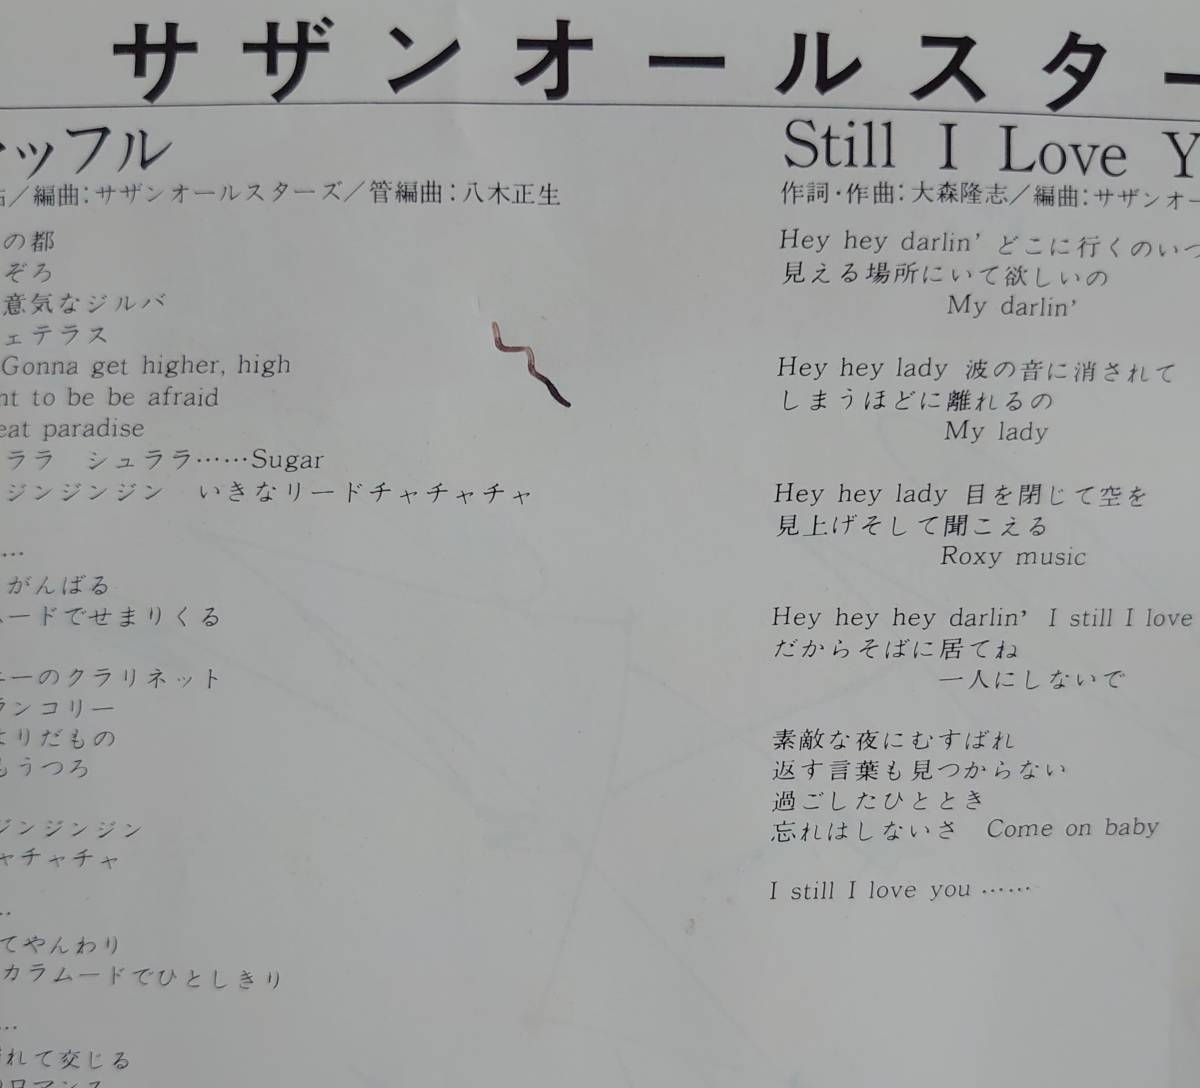 サザンオールスター
ャッフル
祐／編曲：サザンオールスターズ／管編曲：八木正生
の都
ぞろ
意気なジルバ
ェテラス
Gonna get higher, high
nt to be be afraid
eat paradise
ララ　シュララ……Sugar
ジンジンジン　いきなリードチャチャチャ
…
がんばる
ムードでせまりくる
キーのクラリネット
ランコリー
よりだもの
もうつろ
ジンジンジン
ャチャチャ
…
てやんわり
カラムードでひとしきり
…
れて交じる
ロマンス
Still I Love Y
作詞・作曲：大森隆志／編曲：サザンオー
Hey hey darlin’ どこに行くのいつ
見える場所にいて欲しいの
My darlin’
Hey hey lady 波の音に消されて
しまうほどに離れるの
My lady
Hey hey lady 目を閉じて空を
見上げそして聞こえる
Roxy music
Hey hey hey darlin’ I still I love
だからそばに居てね
一人にしないで
素敵な夜にむすばれ
返す言葉も見つからない
過ごしたひととき
忘れはしないさ　Come on baby
I still I love you ……